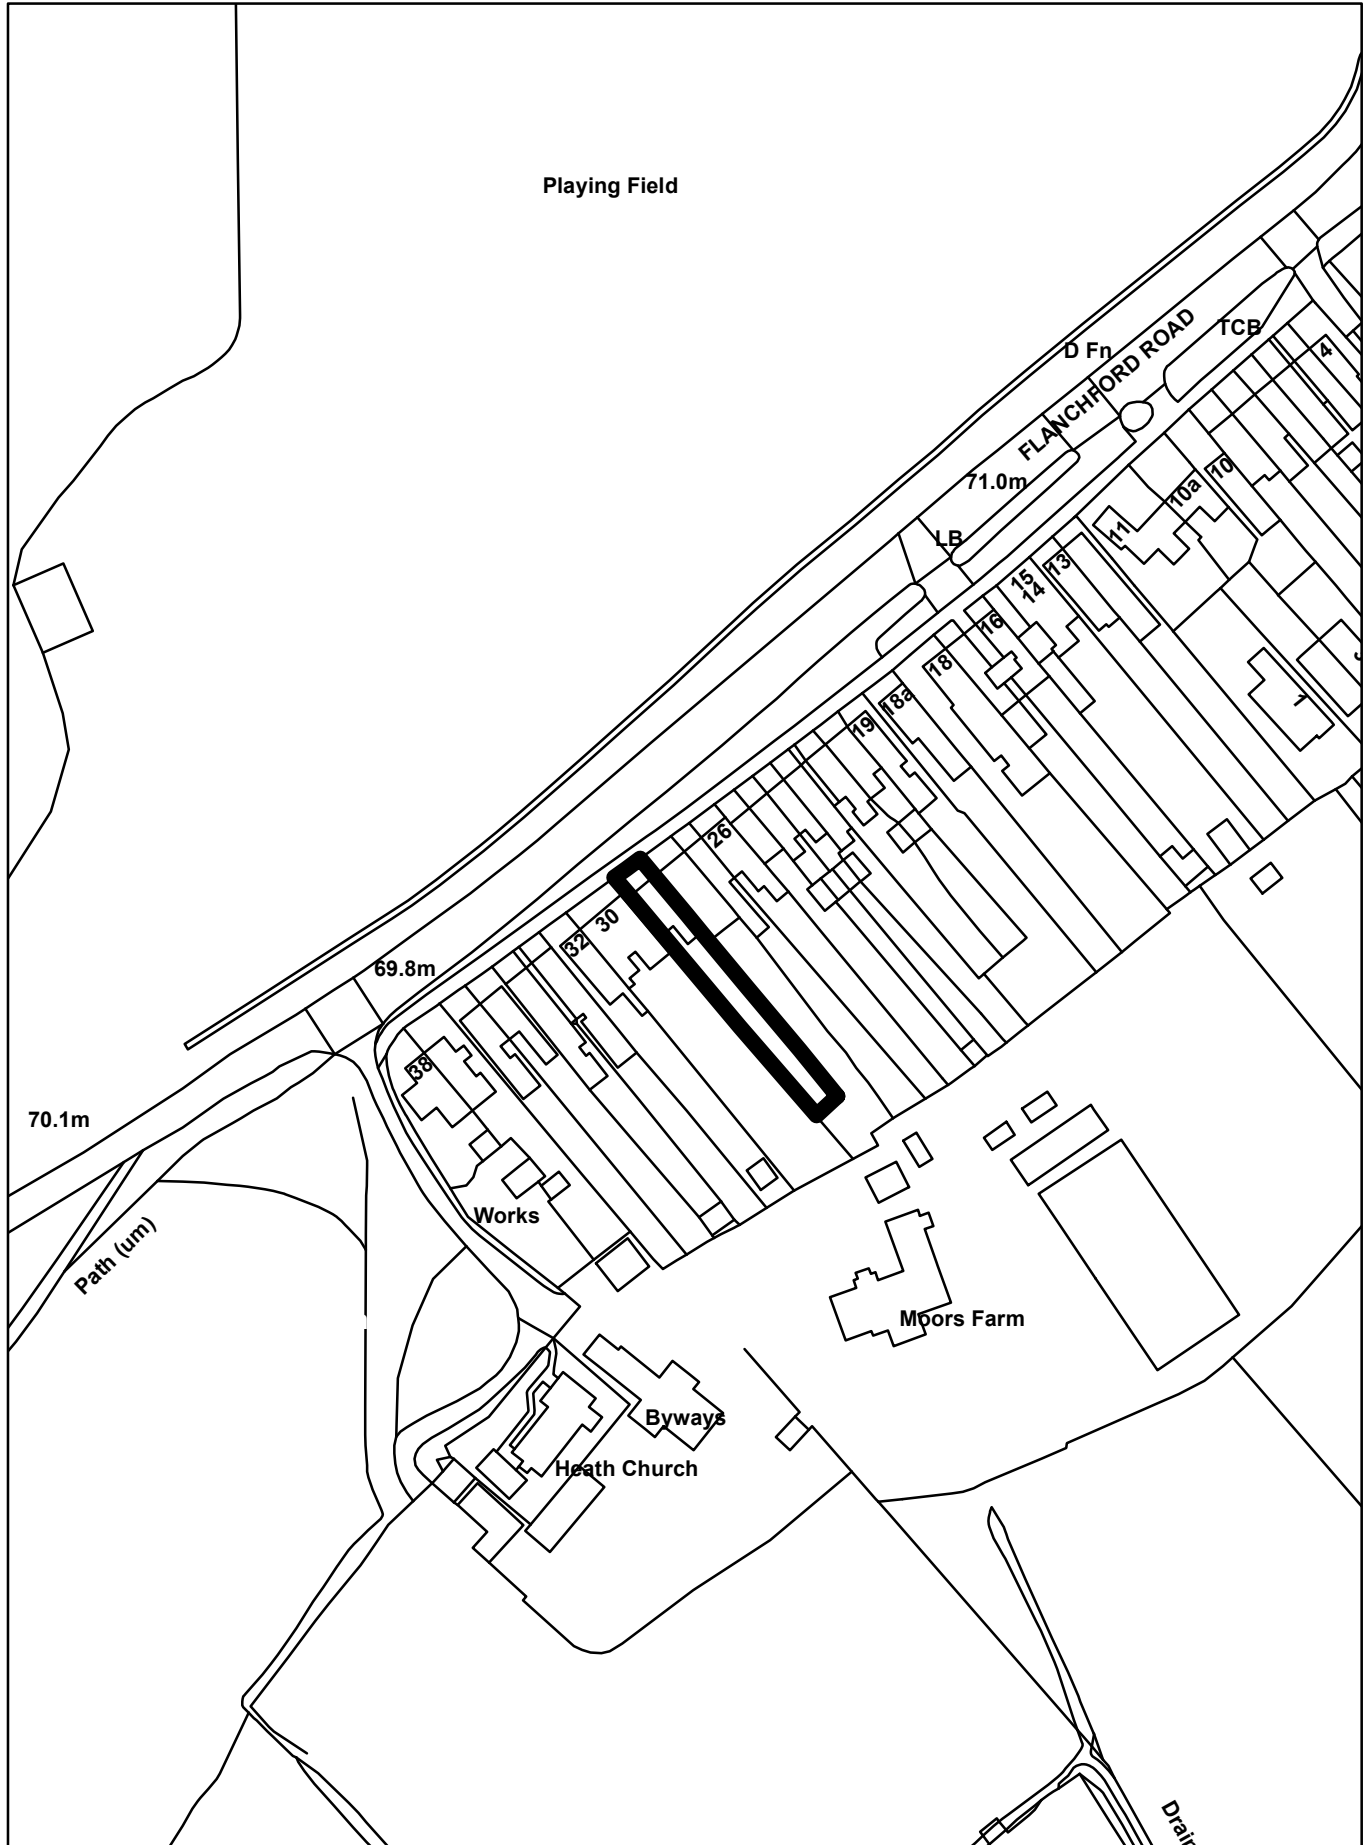 Playing Field
TCB
D Fn
FLANCHFORD ROAD
4
71.0m
10
10a
11
LB
13
15
14
16
18
18a
1
19
26
30
32
69.8m
38
70.1m
Works
Path (um)
Moors Farm
Byways
Heath Church
Drain